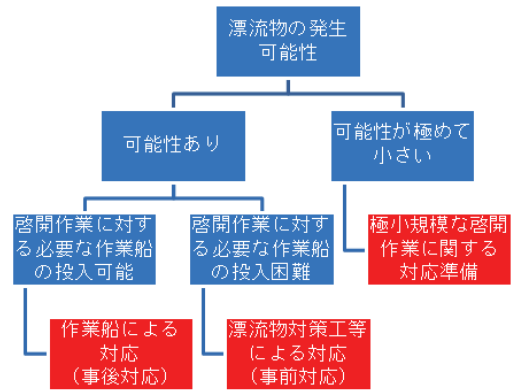 漂流物の発生
可能性
可能性あり
可能性が極めて
小さい
啓開作業に対す
る必要な作業船
の投入可能
啓開作業に対す
る必要な作業船
の投入困難
極小規模な啓開
作業に関する
対応準備
作業船による
対応
（事後対応）
漂流物対策工等
による対応
（事前対応）